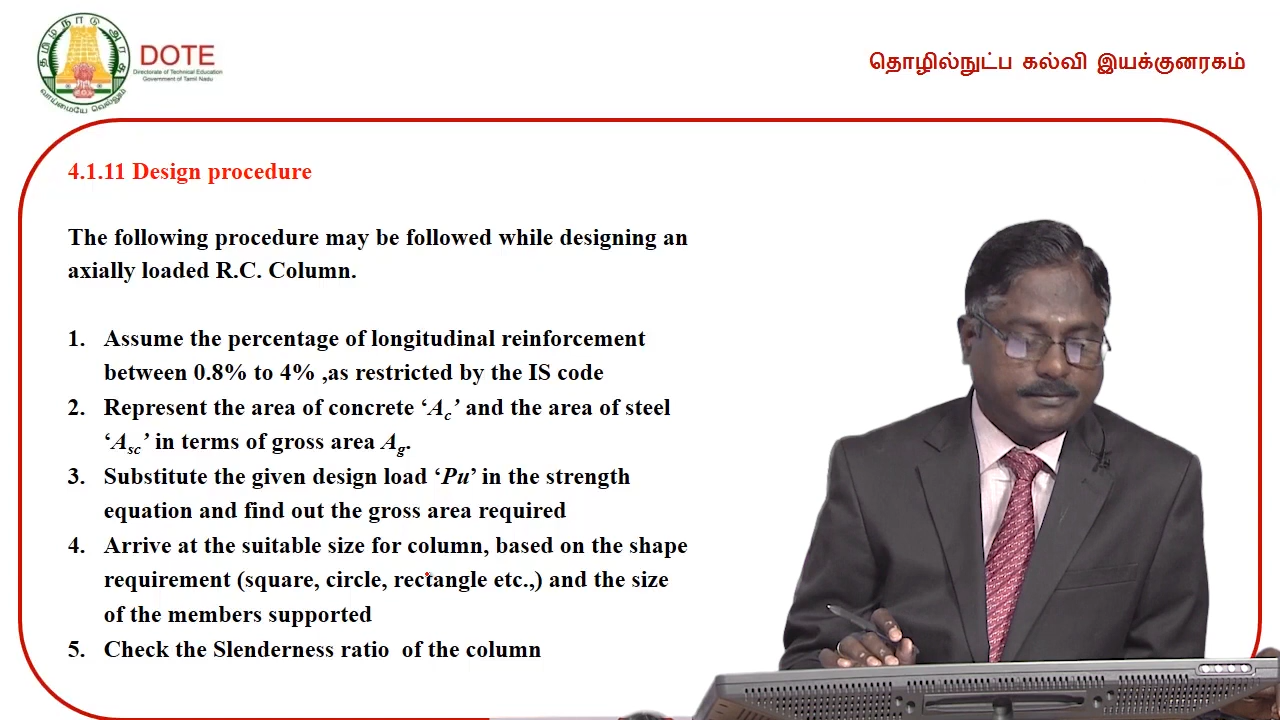 தமிழ்நாடு அரசு
வாய்மையே வெல்லும்
DOTE
Directorate of Technical Education
Government of Tamil Nadu
தொழில்நுட்ப கல்வி இயக்குனரகம்
4.1.11 Design procedure
The following procedure may be followed while designing an
axially loaded R.C. Column.
1. Assume the percentage of longitudinal reinforcement
between 0.8% to 4% ,as restricted by the IS code
2. Represent the area of concrete ‘Ac’ and the area of steel
‘Asc’ in terms of gross area Ag.
3. Substitute the given design load ‘Pu’ in the strength
equation and find out the gross area required
4. Arrive at the suitable size for column, based on the shape
requirement (square, circle, rectangle etc.,) and the size
of the members supported
5. Check the Slenderness ratio of the column